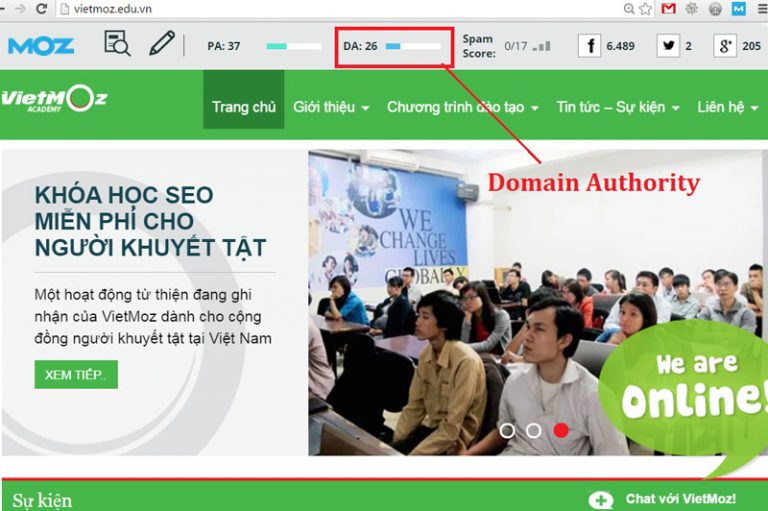 vietmoz.edu.vn
MOZ
PA: 37
DA: 26
Spam Score: 0/17
6.489
2
205
VietMOz
ACADEMY
Trang chủ
Giới thiệu
Chương trình đào tạo
Tin tức – Sự kiện
Liên hệ
Domain Authority
KHÓA HỌC SEO
MIỄN PHÍ CHO
NGƯỜI KHUYẾT TẬT
Một hoạt động từ thiện đang ghi
nhận của VietMoz dành cho cộng
đồng người khuyết tật tại Việt Nam
XEM TIẾP..
WE
CHANGE
LIVES
GLOBALLY
We are
Online!
Sự kiện
Chat với VietMoz!